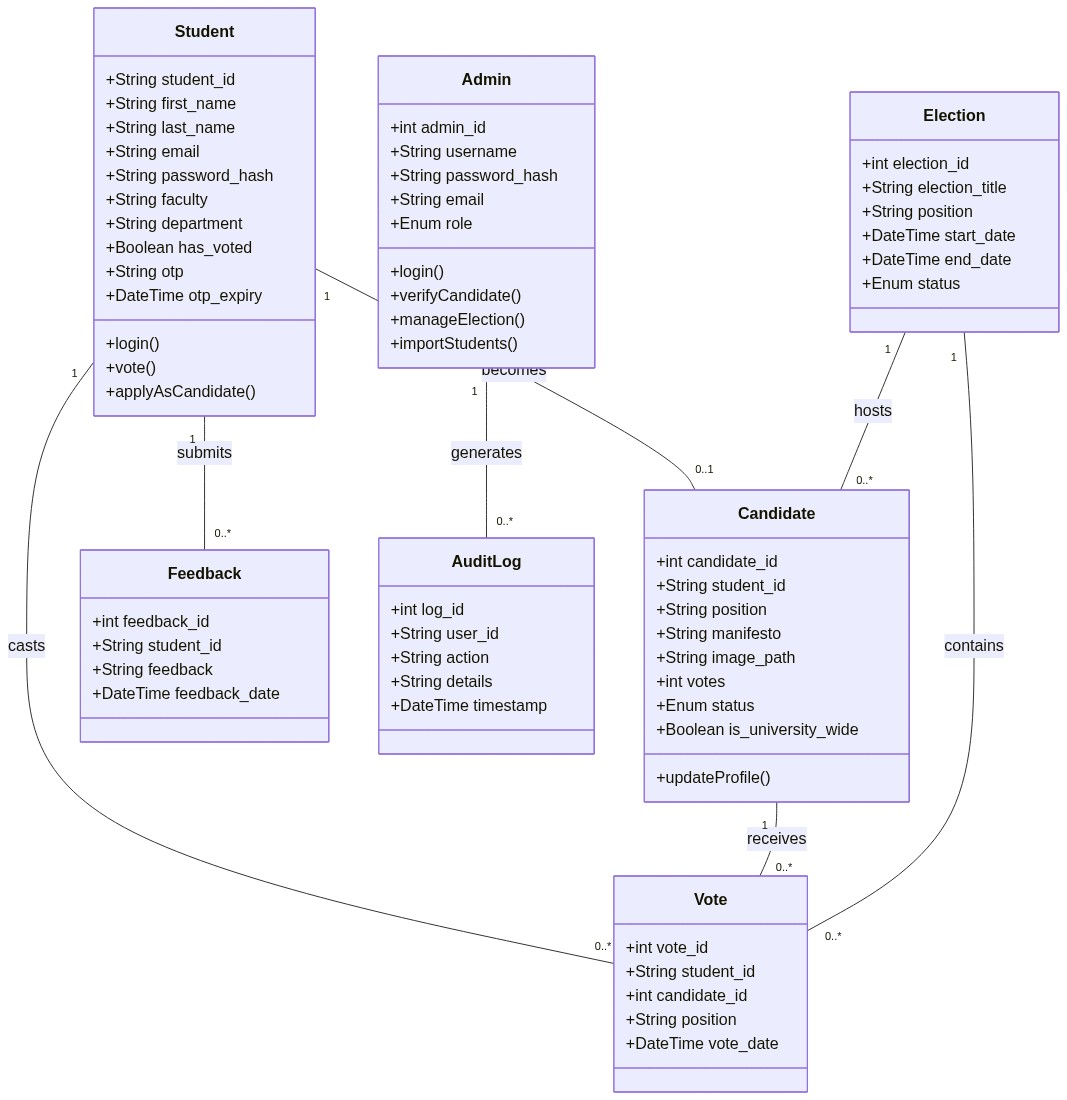 Student
+String student_id
+String first_name
+String last_name
+String email
+String password_hash
+String faculty
+String department
+Boolean has_voted
+String otp
+DateTime otp_expiry
+login()
+vote()
+applyAsCandidate()
Admin
+int admin_id
+String username
+String password_hash
+String email
+Enum role
+login()
+verifyCandidate()
+manageElection()
+importStudents()
Election
+int election_id
+String election_title
+String position
+DateTime start_date
+DateTime end_date
+Enum status
1
1
1
submits
0..*
becomes
1
generates
0..*
0..1
1
hosts
0..*
1
contains
0..*
casts
0..*
Feedback
+int feedback_id
+String student_id
+String feedback
+DateTime feedback_date
AuditLog
+int log_id
+String user_id
+String action
+String details
+DateTime timestamp
Candidate
+int candidate_id
+String student_id
+String position
+String manifesto
+String image_path
+int votes
+Enum status
+Boolean is_university_wide
+updateProfile()
1
receives
0..*
Vote
+int vote_id
+String student_id
+int candidate_id
+String position
+DateTime vote_date